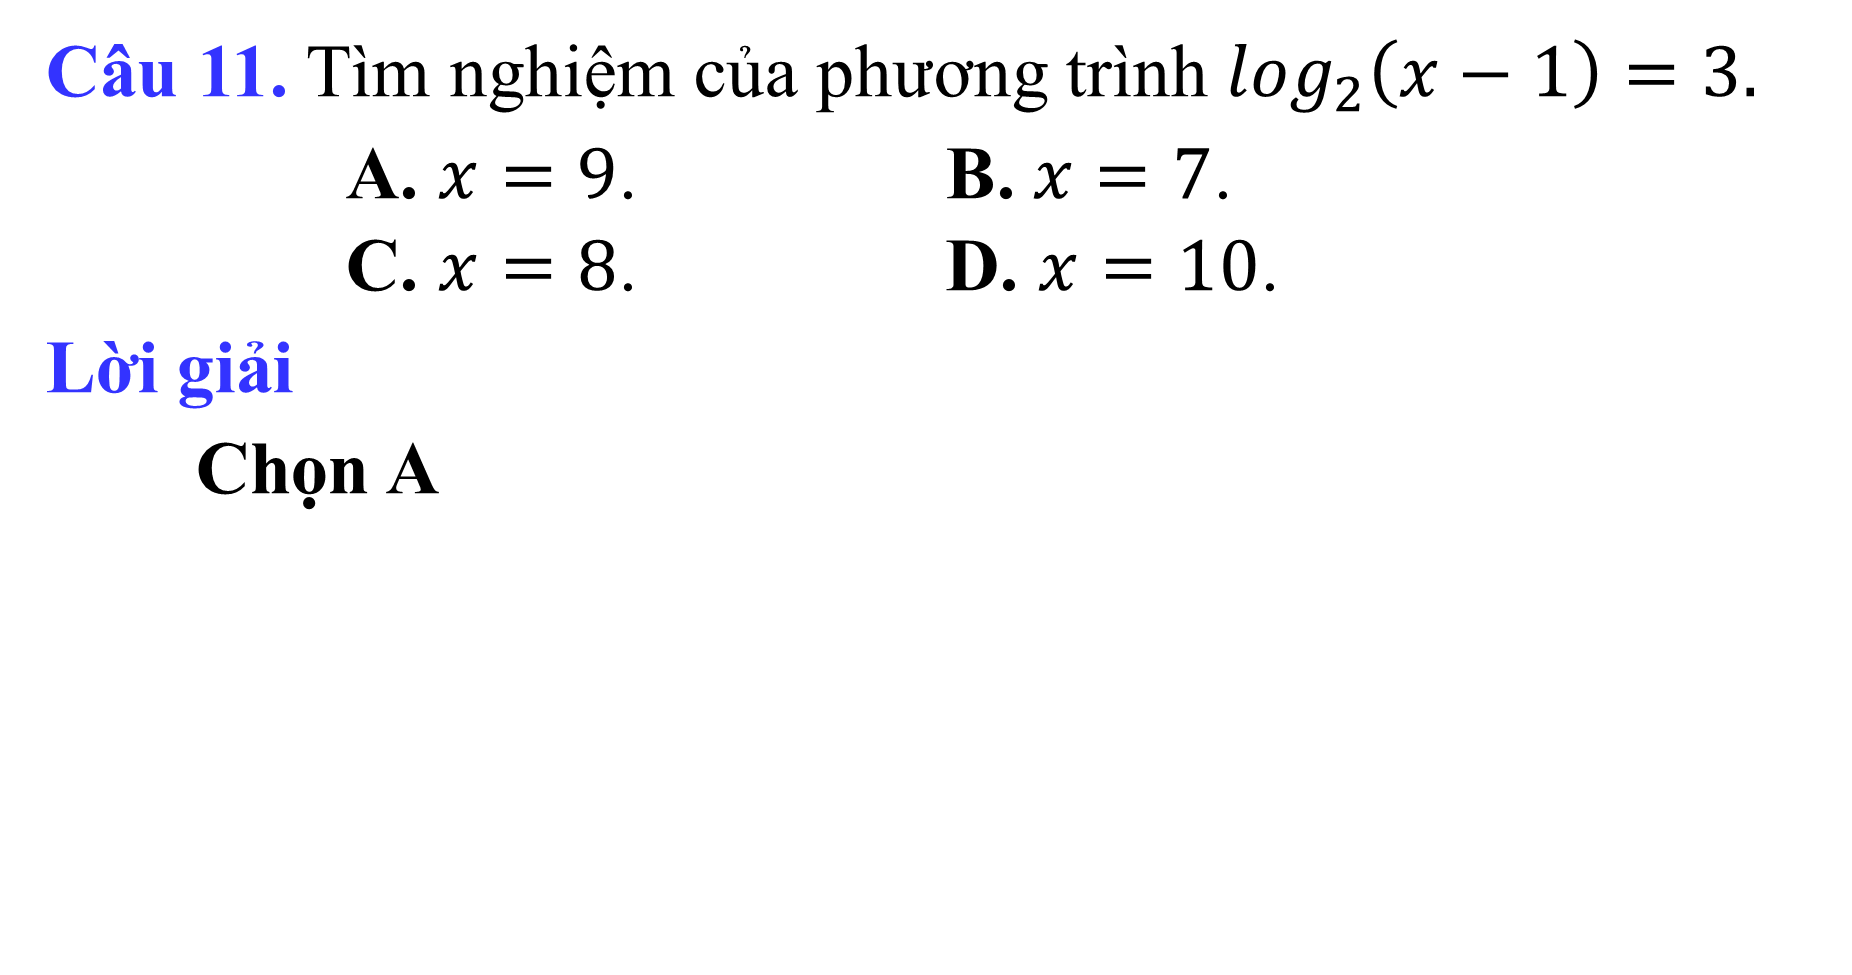 Câu 11. Tìm nghiệm của phương trình log₂(x − 1) = 3.
A. x = 9. B. x = 7.
C. x = 8. D. x = 10.
Lời giải
Chọn A